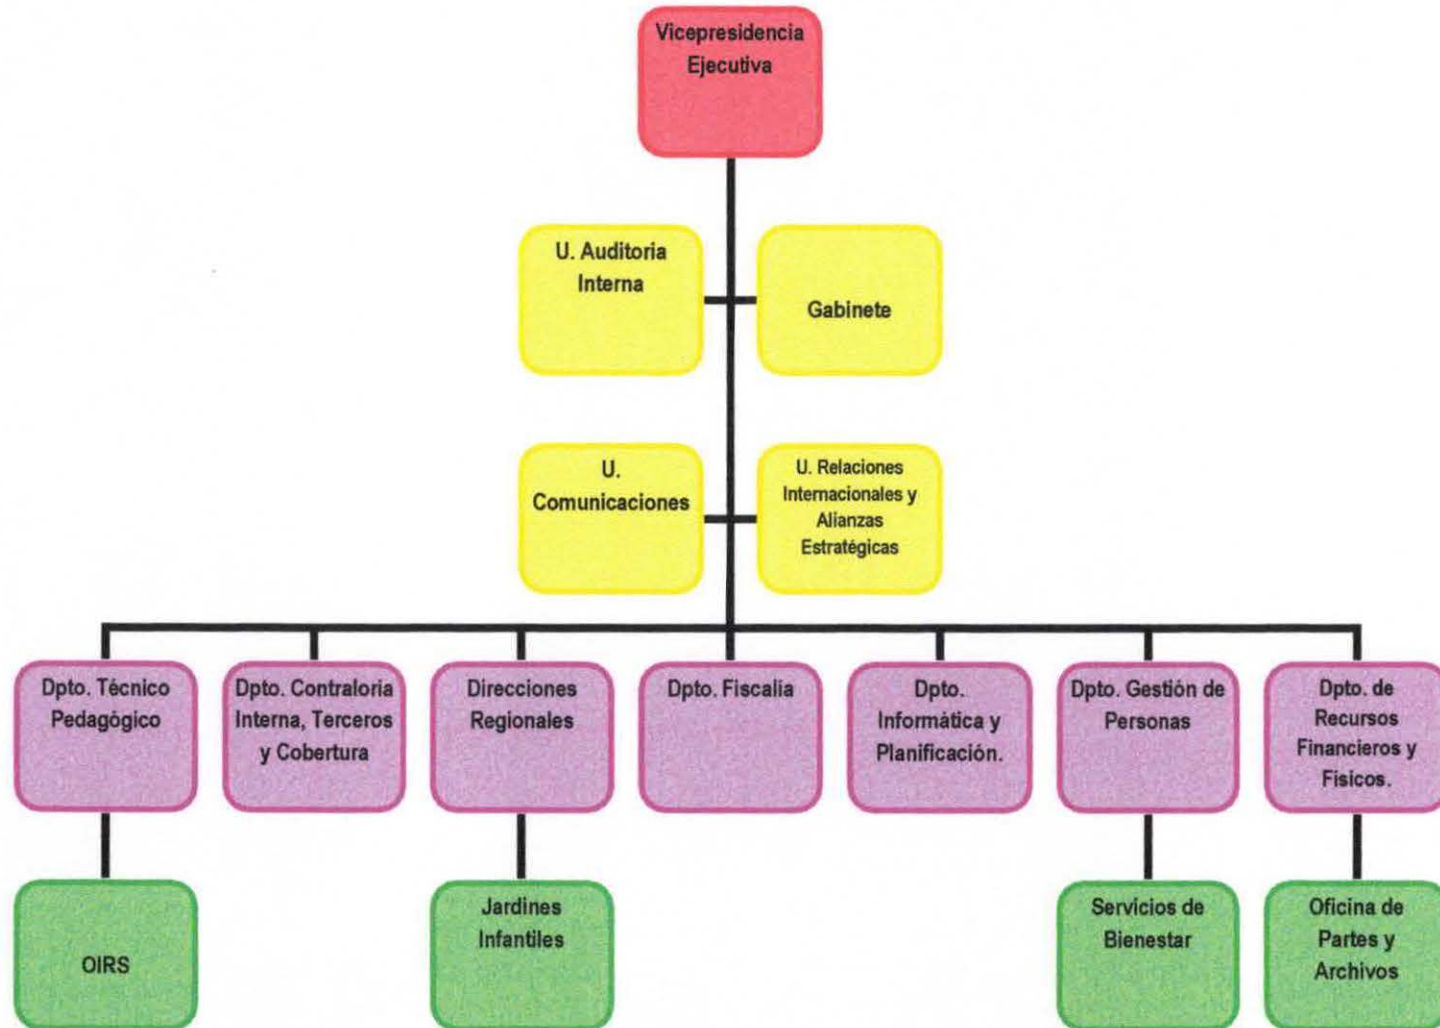 Vicepresidencia
Ejecutiva
U. Auditoria
Interna
Gabinete
U.
Comunicaciones
U. Relaciones
Internacionales y
Alianzas
Estratégicas
Dpto. Técnico
Pedagógico
Dpto. Contraloría
Interna, Terceros
y Cobertura
Direcciones
Regionales
Dpto. Fiscalía
Dpto.
Informática y
Planificación.
Dpto. Gestión de
Personas
Dpto. de
Recursos
Financieros y
Físicos.
OIRS
Jardines
Infantiles
Servicios de
Bienestar
Oficina de
Partes y
Archivos